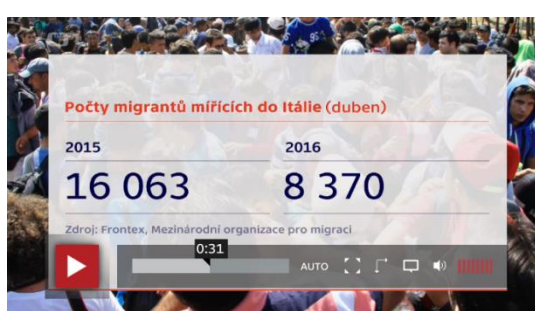 Počty migrantů mířících do Itálie (duben)
2015 2016
16 063 8 370
Zdroj: Frontex, Mezinárodní organizace pro migraci
0:31
AUTO